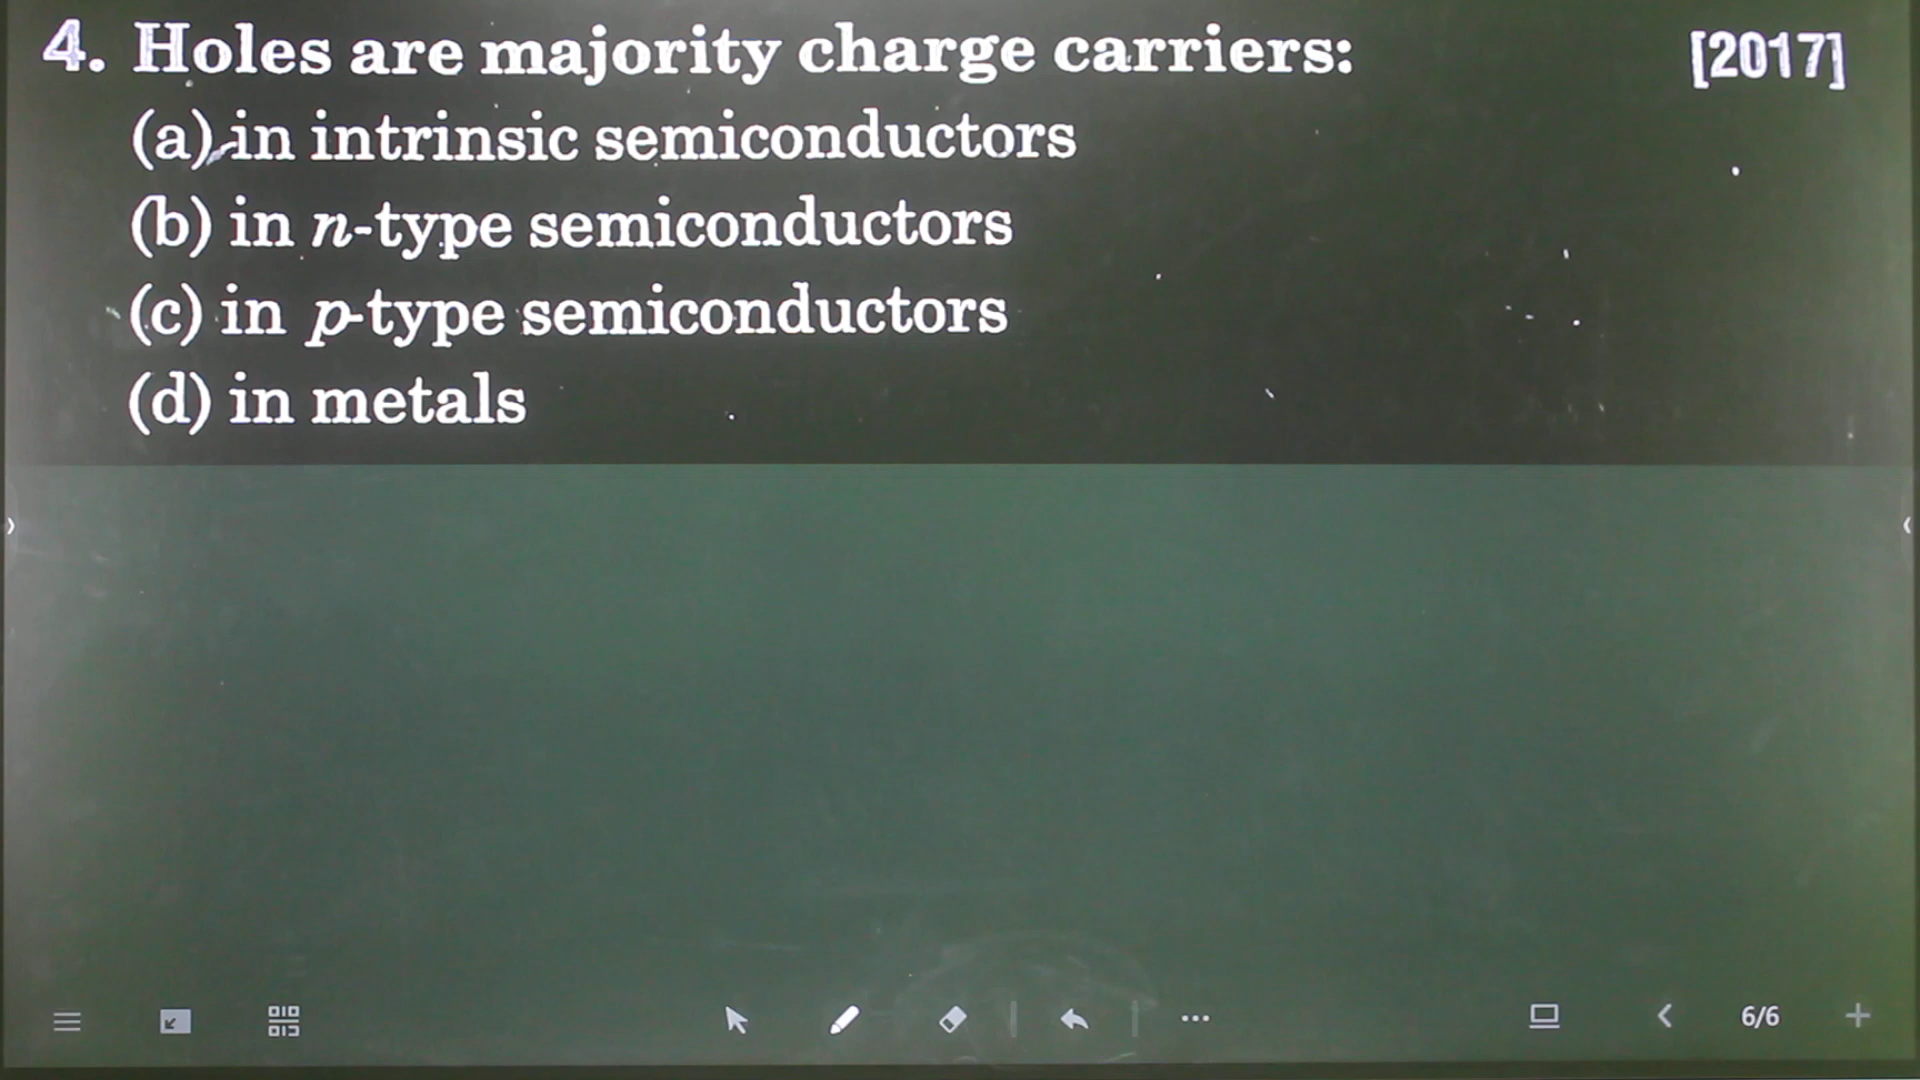 4. Holes are majority charge carriers: [2017]
(a) in intrinsic semiconductors
(b) in n-type semiconductors
(c) in p-type semiconductors
(d) in metals
6/6